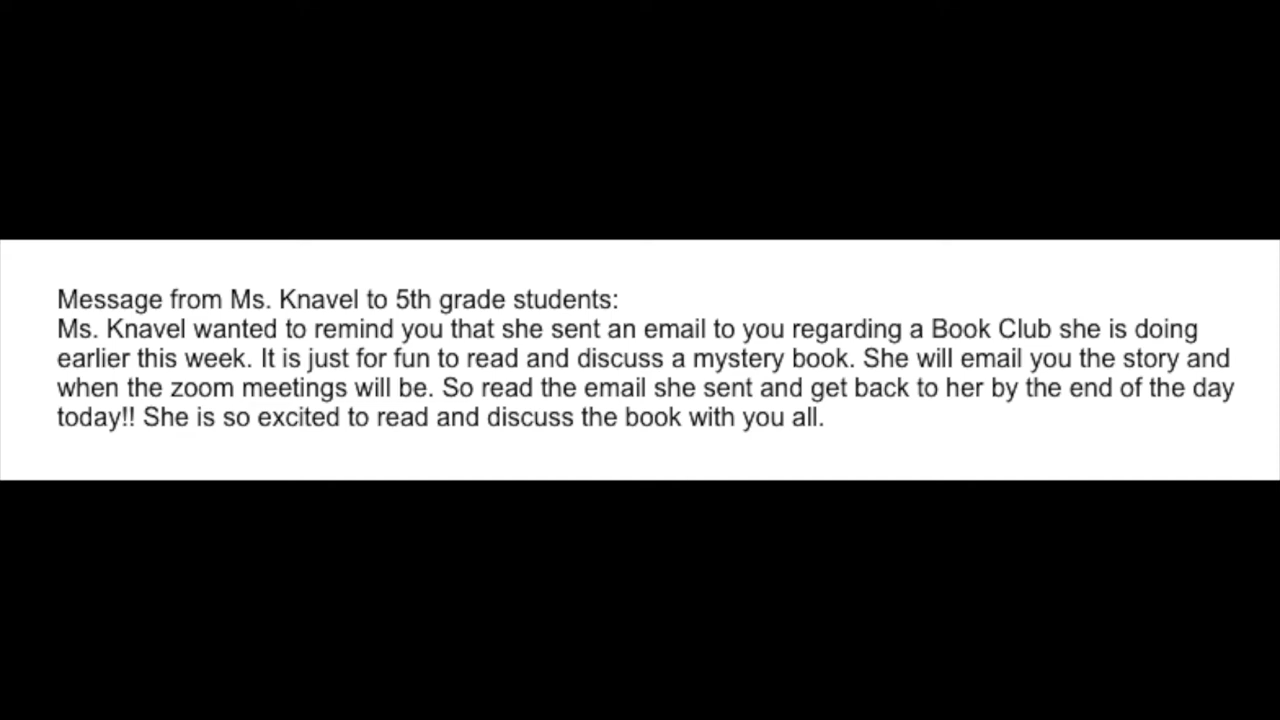 Message from Ms. Knavel to 5th grade students:
Ms. Knavel wanted to remind you that she sent an email to you regarding a Book Club she is doing
earlier this week. It is just for fun to read and discuss a mystery book. She will email you the story and
when the zoom meetings will be. So read the email she sent and get back to her by the end of the day
today!! She is so excited to read and discuss the book with you all.